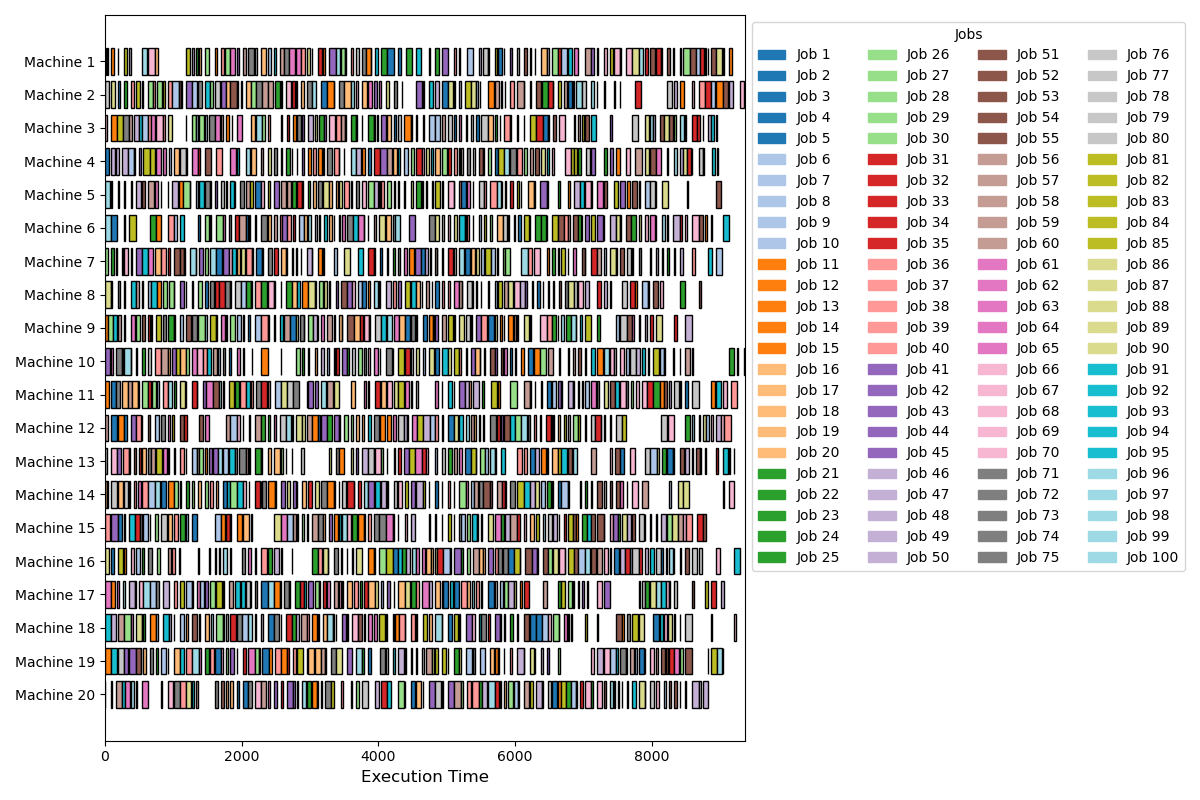 Machine 1
Machine 2
Machine 3
Machine 4
Machine 5
Machine 6
Machine 7
Machine 8
Machine 9
Machine 10
Machine 11
Machine 12
Machine 13
Machine 14
Machine 15
Machine 16
Machine 17
Machine 18
Machine 19
Machine 20
0 2000 4000 6000 8000
Execution Time
Jobs
Job 1 Job 26 Job 51 Job 76
Job 2 Job 27 Job 52 Job 77
Job 3 Job 28 Job 53 Job 78
Job 4 Job 29 Job 54 Job 79
Job 5 Job 30 Job 55 Job 80
Job 6 Job 31 Job 56 Job 81
Job 7 Job 32 Job 57 Job 82
Job 8 Job 33 Job 58 Job 83
Job 9 Job 34 Job 59 Job 84
Job 10 Job 35 Job 60 Job 85
Job 11 Job 36 Job 61 Job 86
Job 12 Job 37 Job 62 Job 87
Job 13 Job 38 Job 63 Job 88
Job 14 Job 39 Job 64 Job 89
Job 15 Job 40 Job 65 Job 90
Job 16 Job 41 Job 66 Job 91
Job 17 Job 42 Job 67 Job 92
Job 18 Job 43 Job 68 Job 93
Job 19 Job 44 Job 69 Job 94
Job 20 Job 45 Job 70 Job 95
Job 21 Job 46 Job 71 Job 96
Job 22 Job 47 Job 72 Job 97
Job 23 Job 48 Job 73 Job 98
Job 24 Job 49 Job 74 Job 99
Job 25 Job 50 Job 75 Job 100